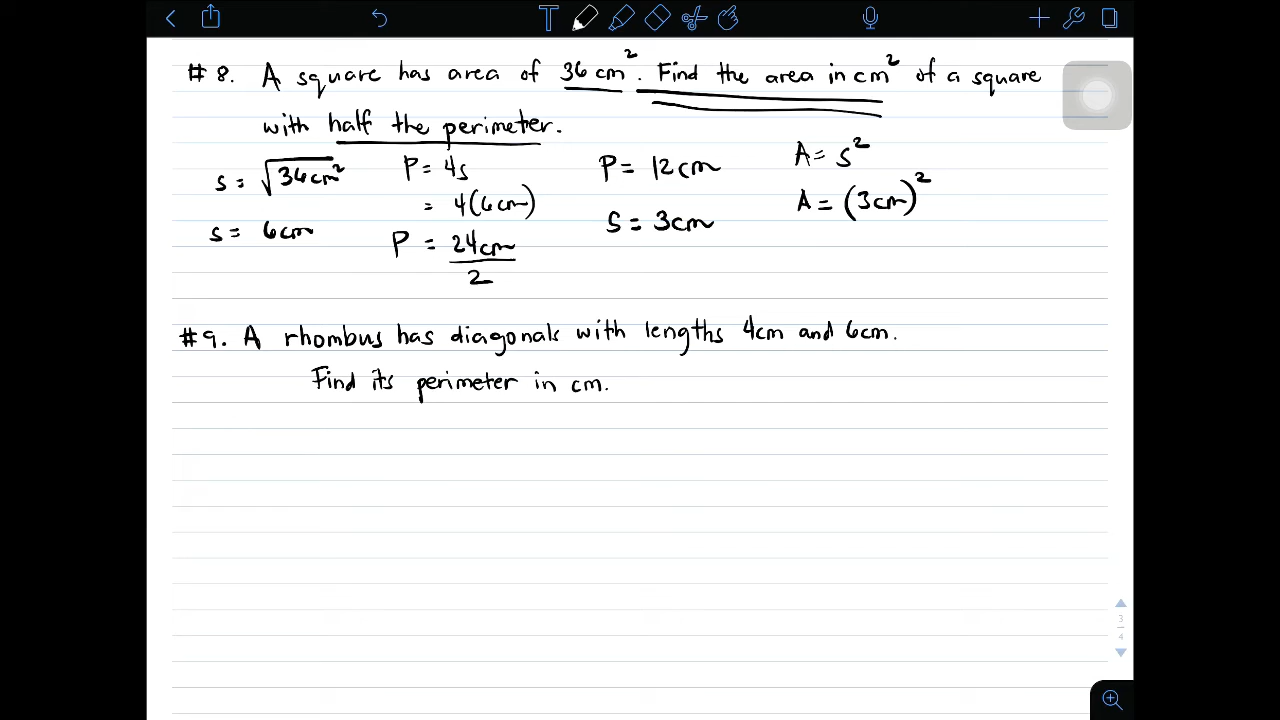 #8. A square has area of 36 cm². Find the area in cm² of a square
with half the perimeter.
s = √36cm²
s = 6cm
P = 4s
= 4(6cm)
P = 24cm
2
P = 12cm
S = 3cm
A = s²
A = (3cm)²
#9. A rhombus has diagonals with lengths 4cm and 6cm.
Find its perimeter in cm.
3
4